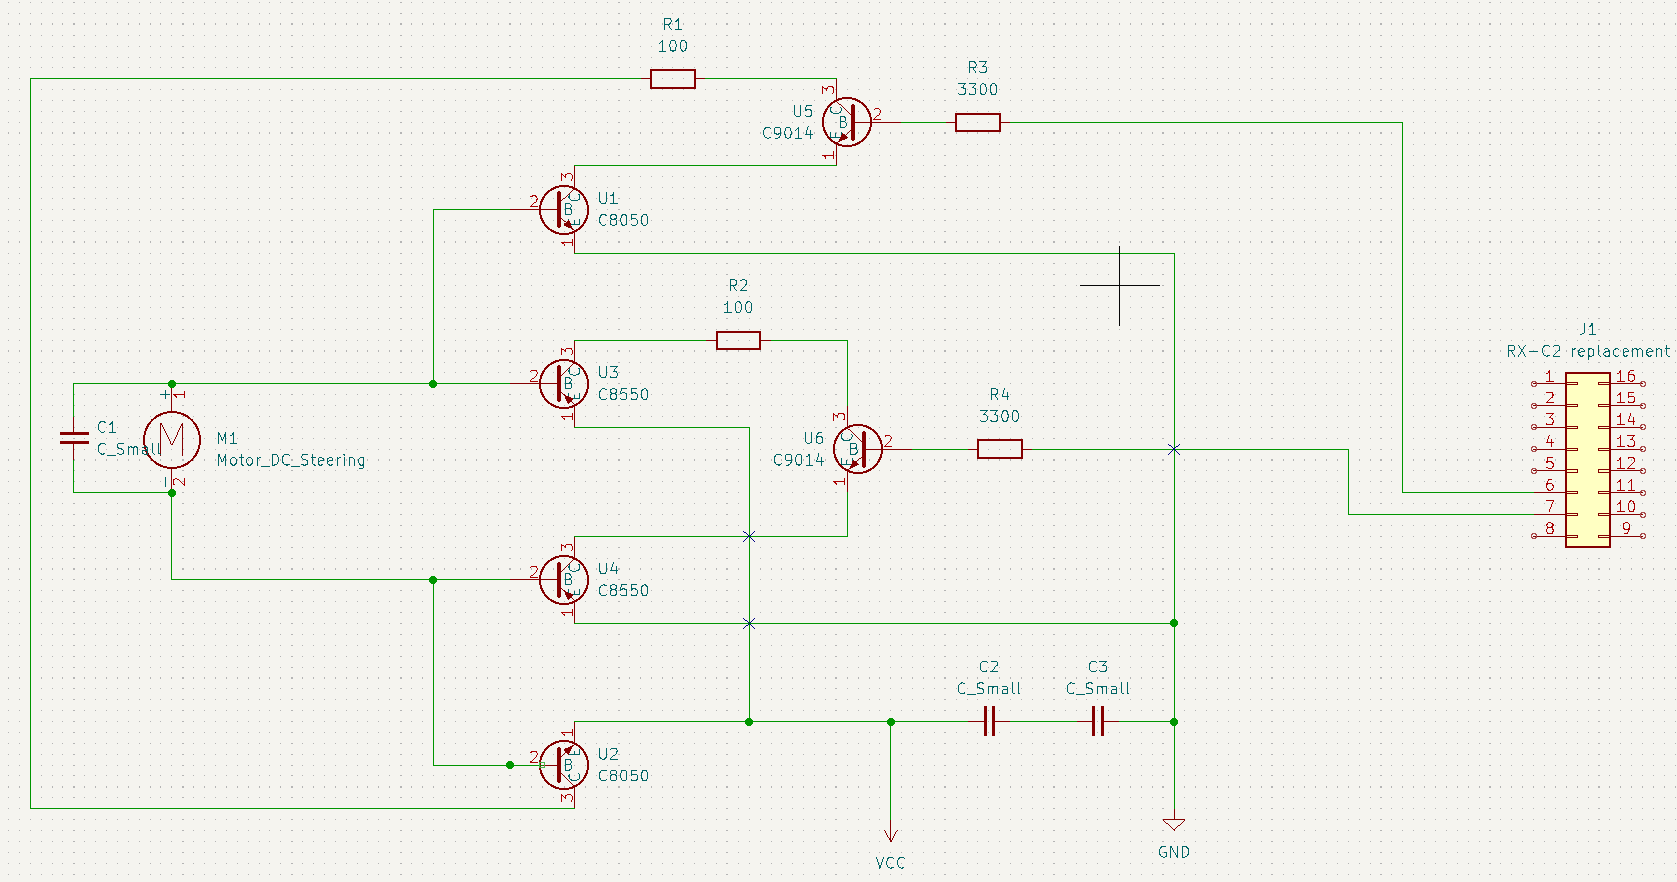 R1
100
3
C
U5
C9014
B
2
E
1
R3
3300
3
C
2
B
U1
C8050
E
1
R2
100
3
C
2
B
U3
C8550
E
1
3
C
U6
C9014
B
2
E
1
R4
3300
J1
RX-C2 replacement
1
16
2
15
3
14
4
13
5
12
6
11
7
10
8
9
C1
C_Small
+
1
M
M1
Motor_DC_Steering
-
2
3
C
2
B
U4
C8550
E
1
C2
C_Small
C3
C_Small
1
E
2
B
U2
C8050
C
3
VCC
GND